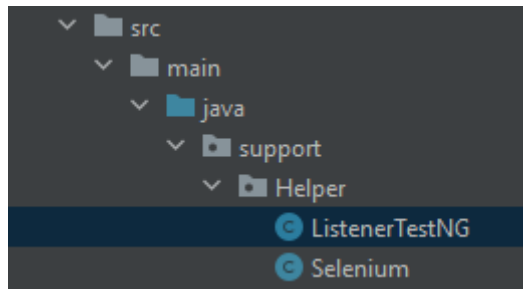 src
main
java
support
Helper
ListenerTestNG
Selenium